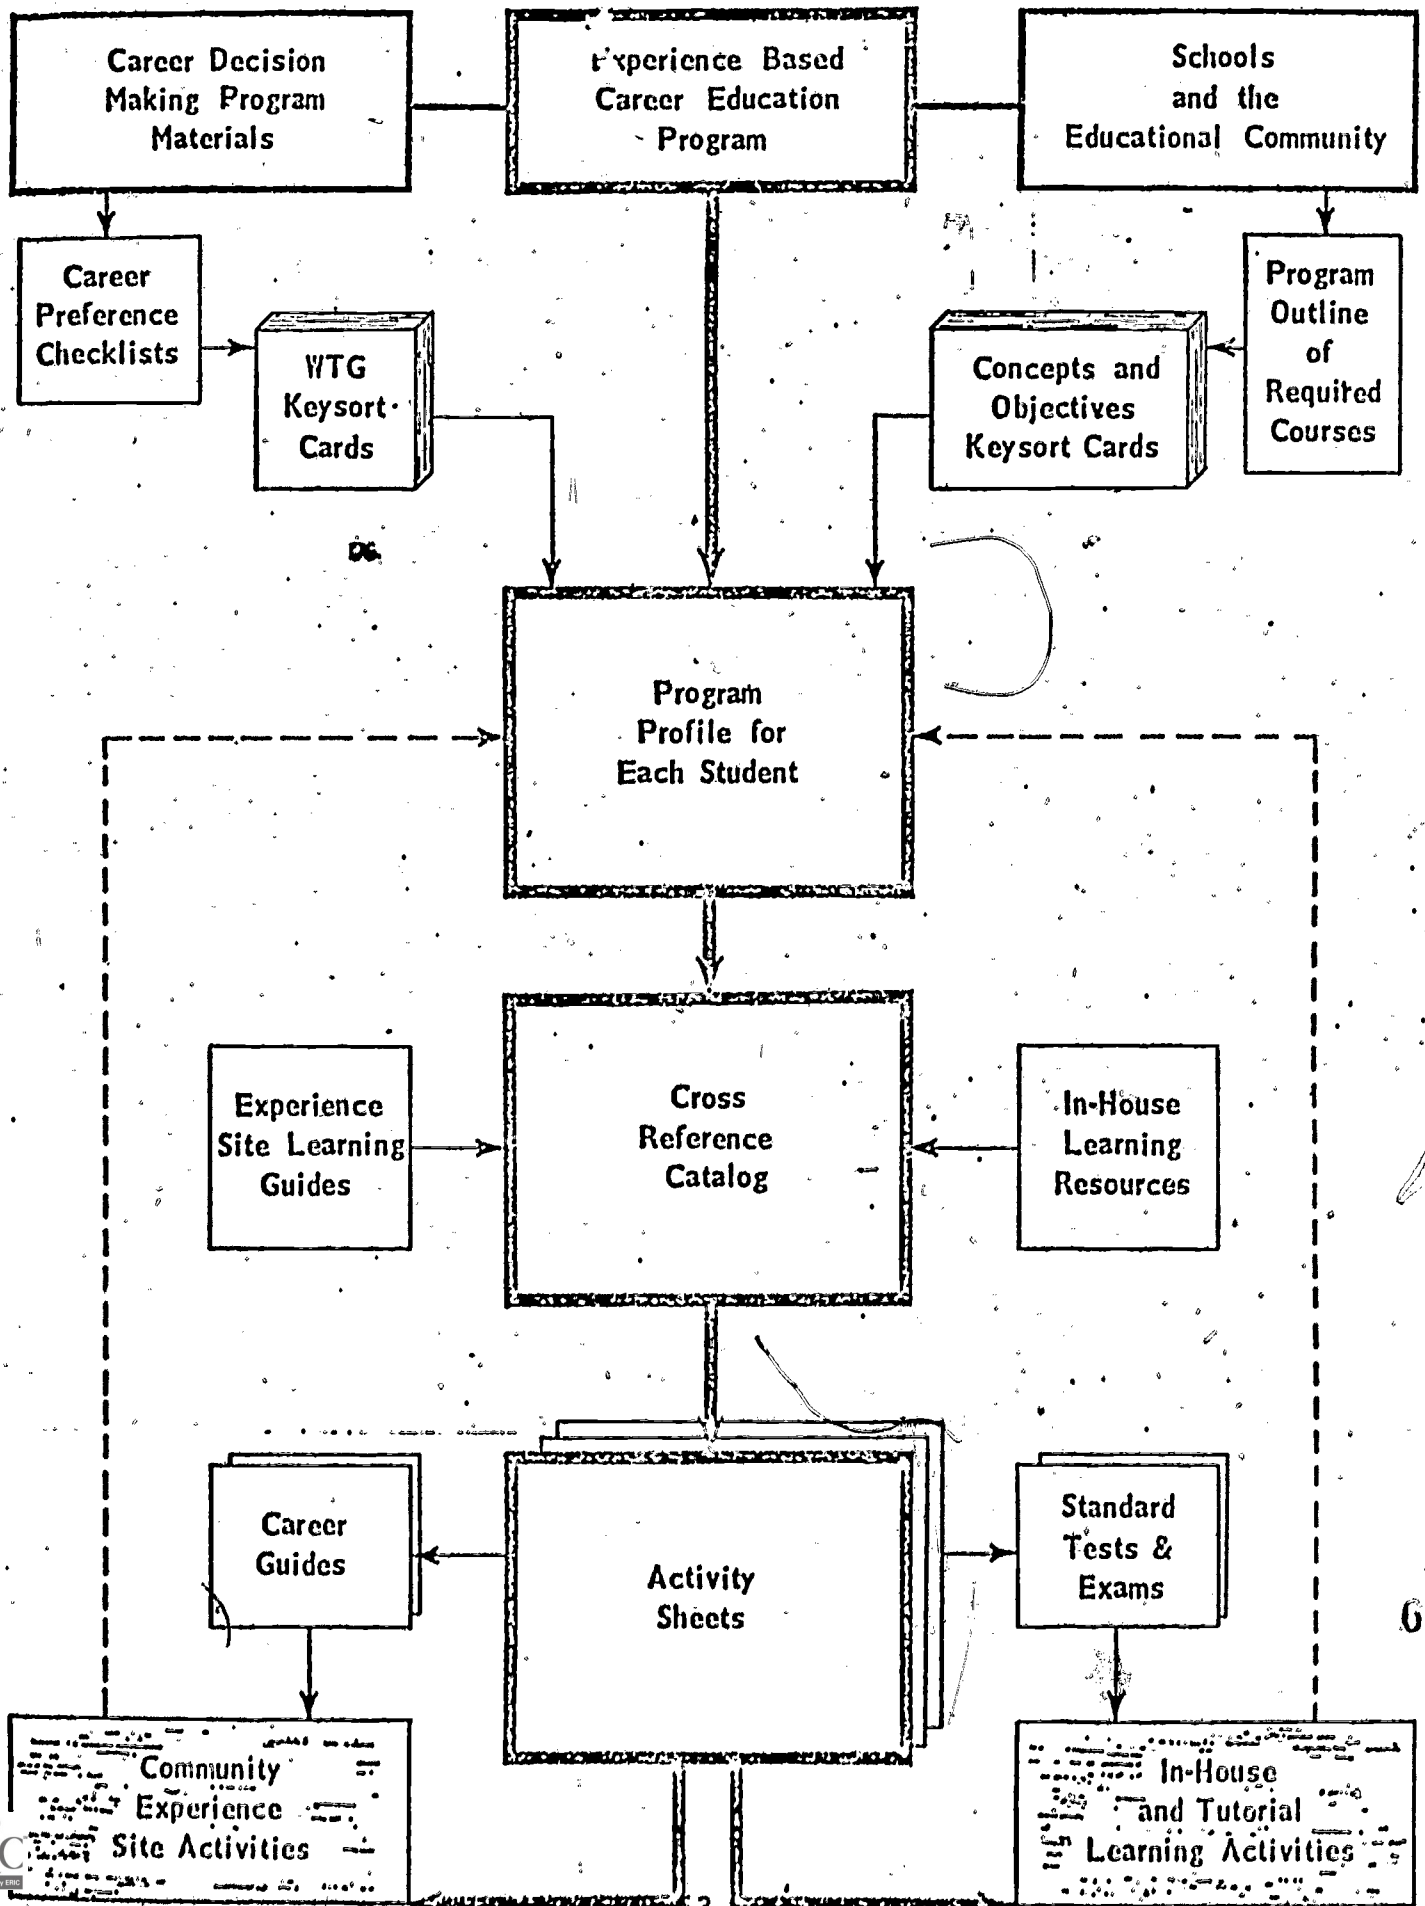 Career Decision
Making Program
Materials
Experience Based
Career Education
Program
Schools
and the
Educational Community
Career
Preference
Checklists
WTG
Keysort
Cards
Concepts and
Objectives
Keysort Cards
Program
Outline
of
Required
Courses
Program
Profile for
Each Student
Experience
Site Learning
Guides
Cross
Reference
Catalog
In-House
Learning
Resources
Career
Guides
Activity
Sheets
Standard
Tests &
Exams
Community
Experience
Site Activities
In-House
and Tutorial
Learning Activities